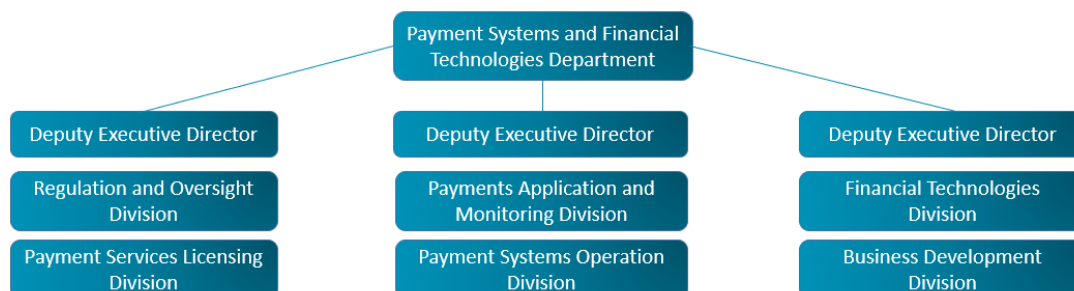 Payment Systems and Financial
Technologies Department
Deputy Executive Director
Deputy Executive Director
Deputy Executive Director
Regulation and Oversight
Division
Payments Application and
Monitoring Division
Financial Technologies
Division
Payment Services Licensing
Division
Payment Systems Operation
Division
Business Development
Division